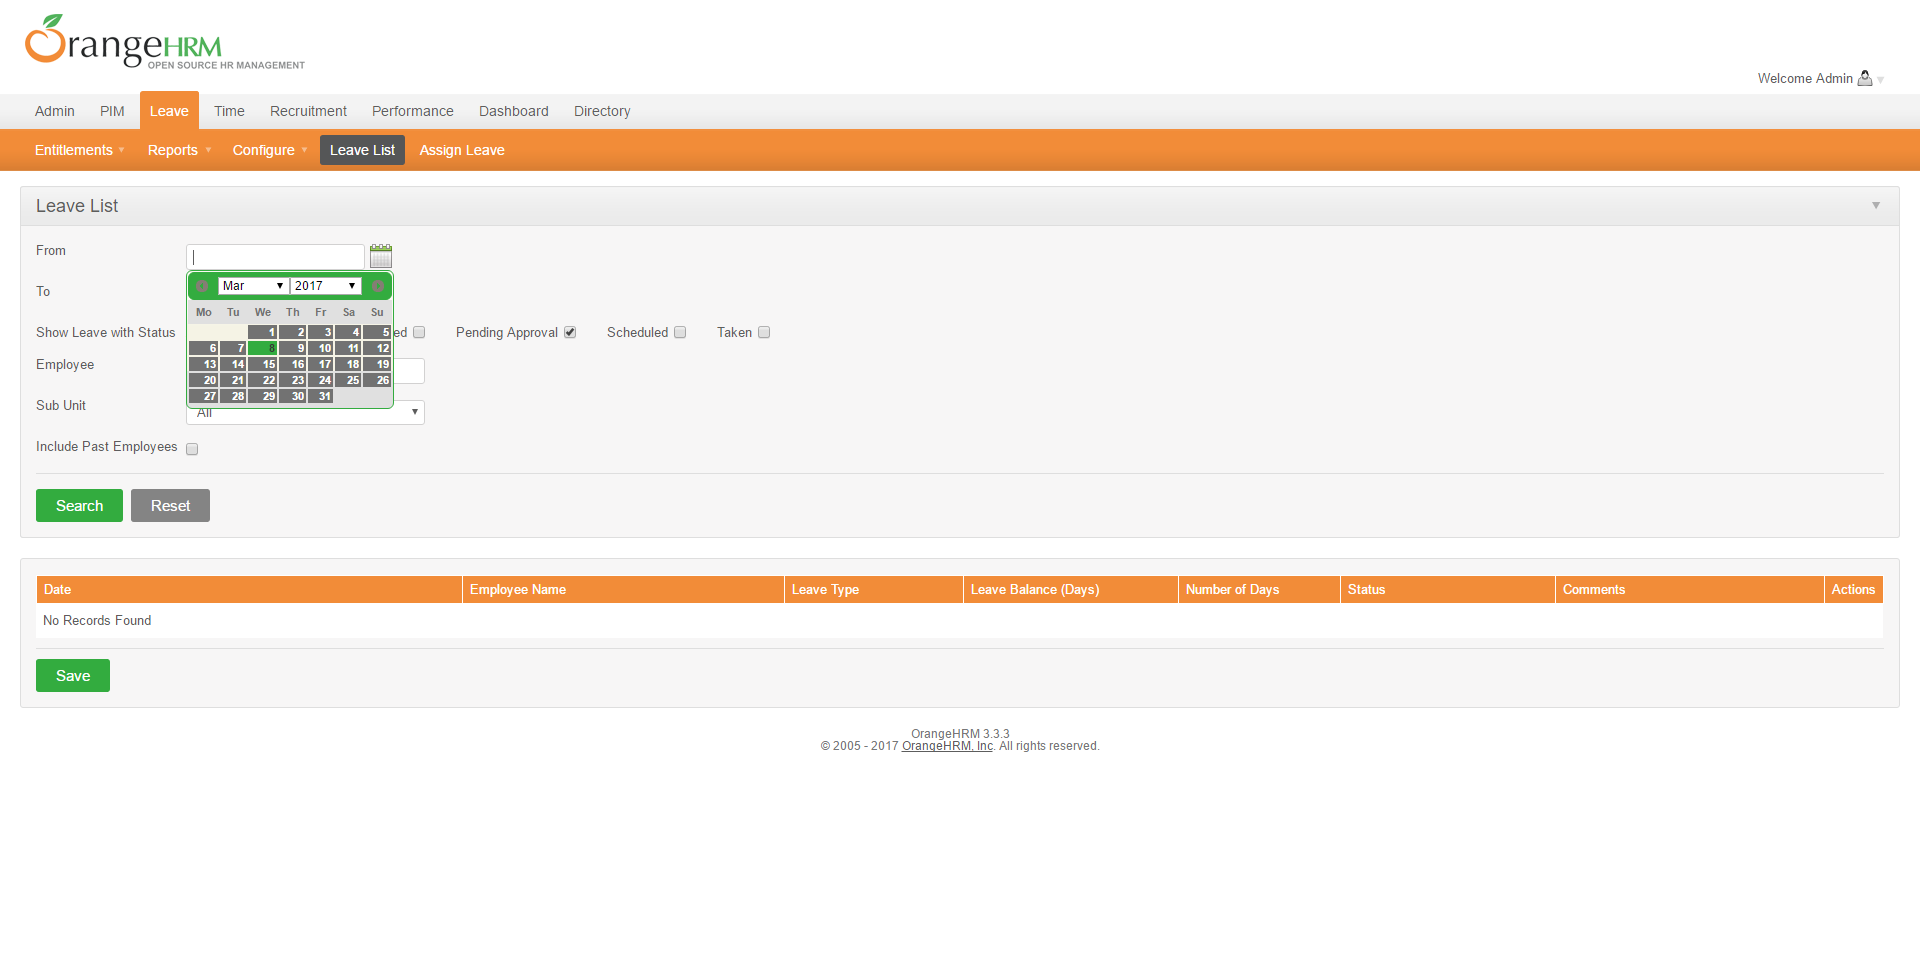 OrangeHRM
OPEN SOURCE HR MANAGEMENT
Welcome Admin
Admin PIM Leave Time Recruitment Performance Dashboard Directory
Entitlements Reports Configure Leave List Assign Leave
Leave List
From
To
Mar 2017
Mo Tu We Th Fr Sa Su
1 2 3 4 5
6 7 8 9 10 11 12
13 14 15 16 17 18 19
20 21 22 23 24 25 26
27 28 29 30 31
Show Leave with Status ed Pending Approval Scheduled Taken
Employee
Sub Unit All
Include Past Employees
Search Reset
Date Employee Name Leave Type Leave Balance (Days) Number of Days Status Comments Actions
No Records Found
Save
OrangeHRM 3.3.3
© 2005 - 2017 OrangeHRM, Inc. All rights reserved.